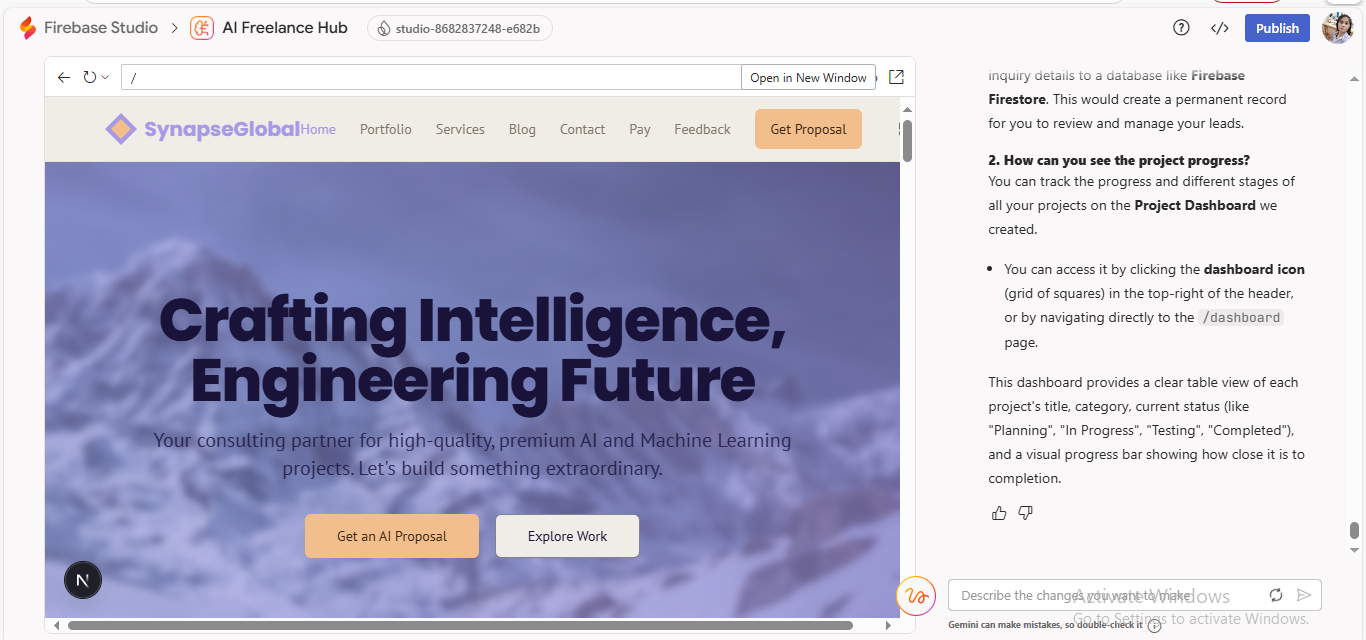 Firebase Studio
AI Freelance Hub
studio-8682837248-e682b
Publish
/
Open in New Window
SynapseGlobal
Home
Portfolio
Services
Blog
Contact
Pay
Feedback
Get Proposal
Crafting Intelligence,
Engineering Future
Your consulting partner for high-quality, premium AI and Machine Learning
projects. Let's build something extraordinary.
Get an AI Proposal
Explore Work
N
inquiry details to a database like Firebase
Firestore. This would create a permanent record
for you to review and manage your leads.
2. How can you see the project progress?
You can track the progress and different stages of
all your projects on the Project Dashboard we
created.
• You can access it by clicking the dashboard icon
(grid of squares) in the top-right of the header,
or by navigating directly to the /dashboard
page.
This dashboard provides a clear table view of each
project's title, category, current status (like
"Planning", "In Progress", "Testing", "Completed"),
and a visual progress bar showing how close it is to
completion.
Describe the changes you want to make
Activate Windows
Go to Settings to activate Windows.
Gemini can make mistakes, so double-check it